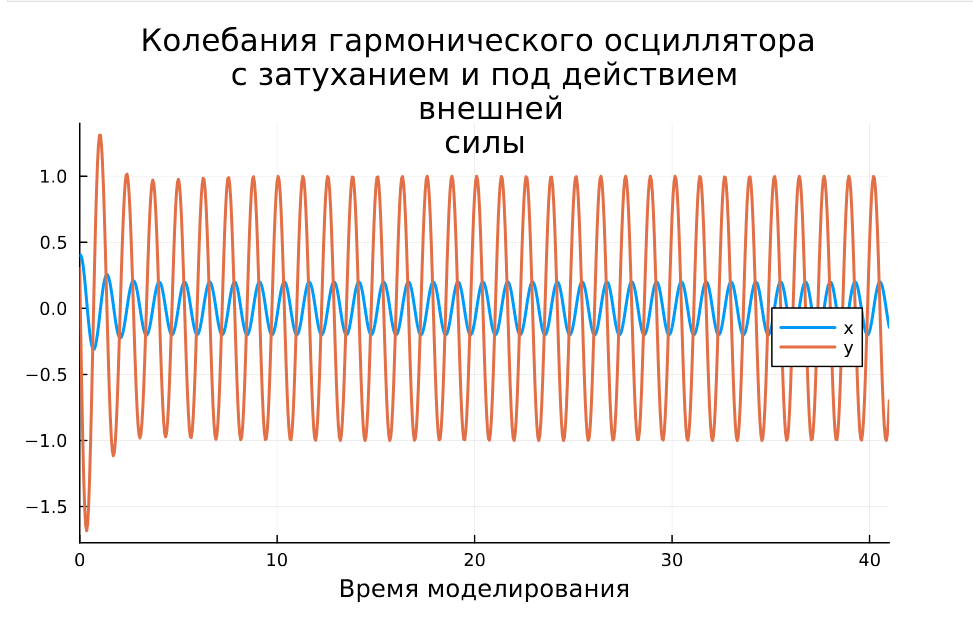 Колебания гармонического осциллятора
с затуханием и под действием
внешней
силы
1.0
0.5
0.0
−0.5
−1.0
−1.5
x
y
0 10 20 30 40
Время моделирования